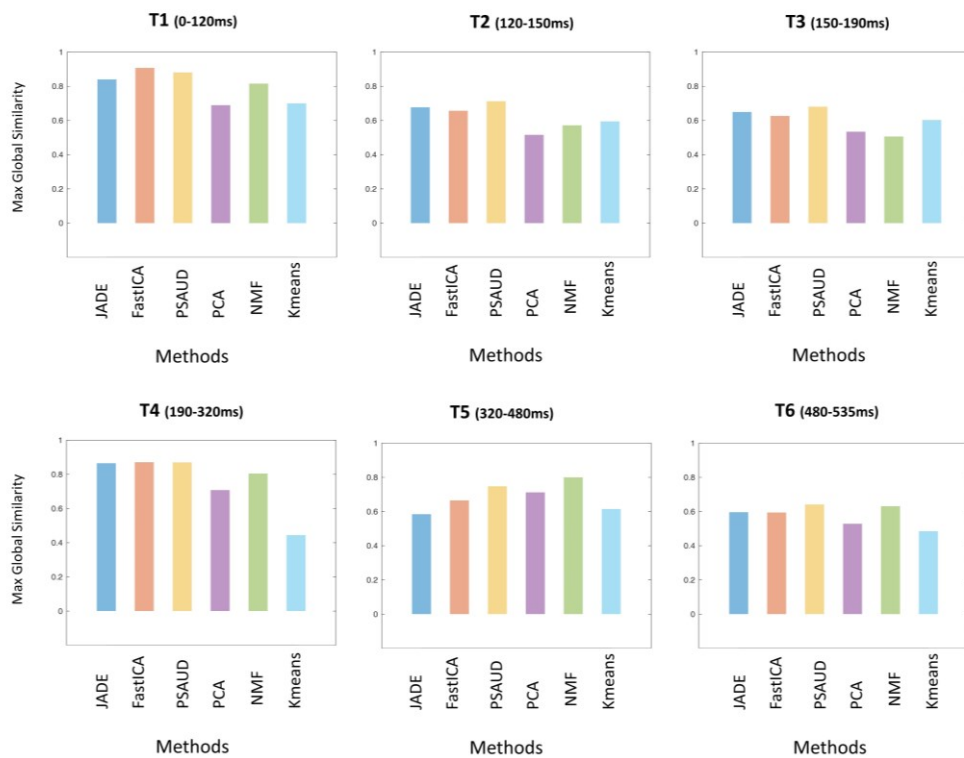 T1 (0-120ms)
T2 (120-150ms)
T3 (150-190ms)
Max Global Similarity
1
0.8
0.6
0.4
0.2
0
JADE
FastICA
PSAUD
PCA
NMF
Kmeans
Methods
1
0.8
0.6
0.4
0.2
0
JADE
FastICA
PSAUD
PCA
NMF
Kmeans
Methods
1
0.8
0.6
0.4
0.2
0
JADE
FastICA
PSAUD
PCA
NMF
Kmeans
Methods
T4 (190-320ms)
T5 (320-480ms)
T6 (480-535ms)
Max Global Similarity
1
0.8
0.6
0.4
0.2
0
JADE
FastICA
PSAUD
PCA
NMF
Kmeans
Methods
1
0.8
0.6
0.4
0.2
0
JADE
FastICA
PSAUD
PCA
NMF
Kmeans
Methods
1
0.8
0.6
0.4
0.2
0
JADE
FastICA
PSAUD
PCA
NMF
Kmeans
Methods